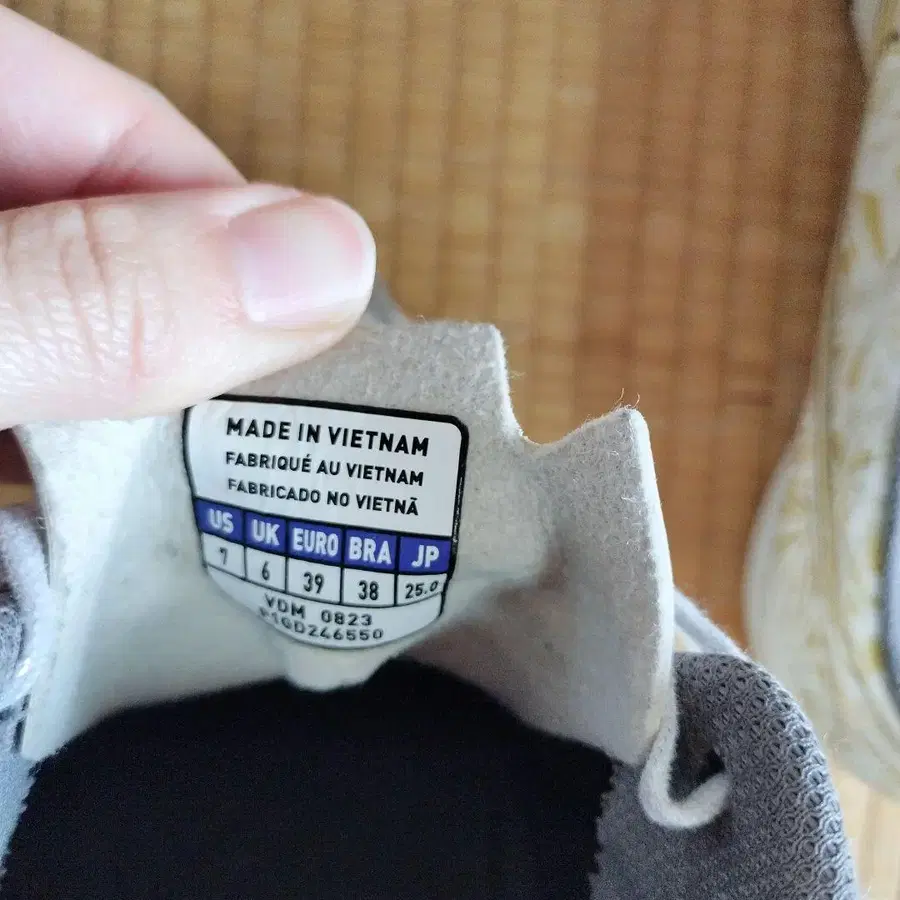 MADE IN VIETNAM
FABRIQUÉ AU VIETNAM
FABRICADO NO VIETNÃ
US UK EURO BRA JP
7 6 39 38 25.0
VDM 0823
P1GD246550